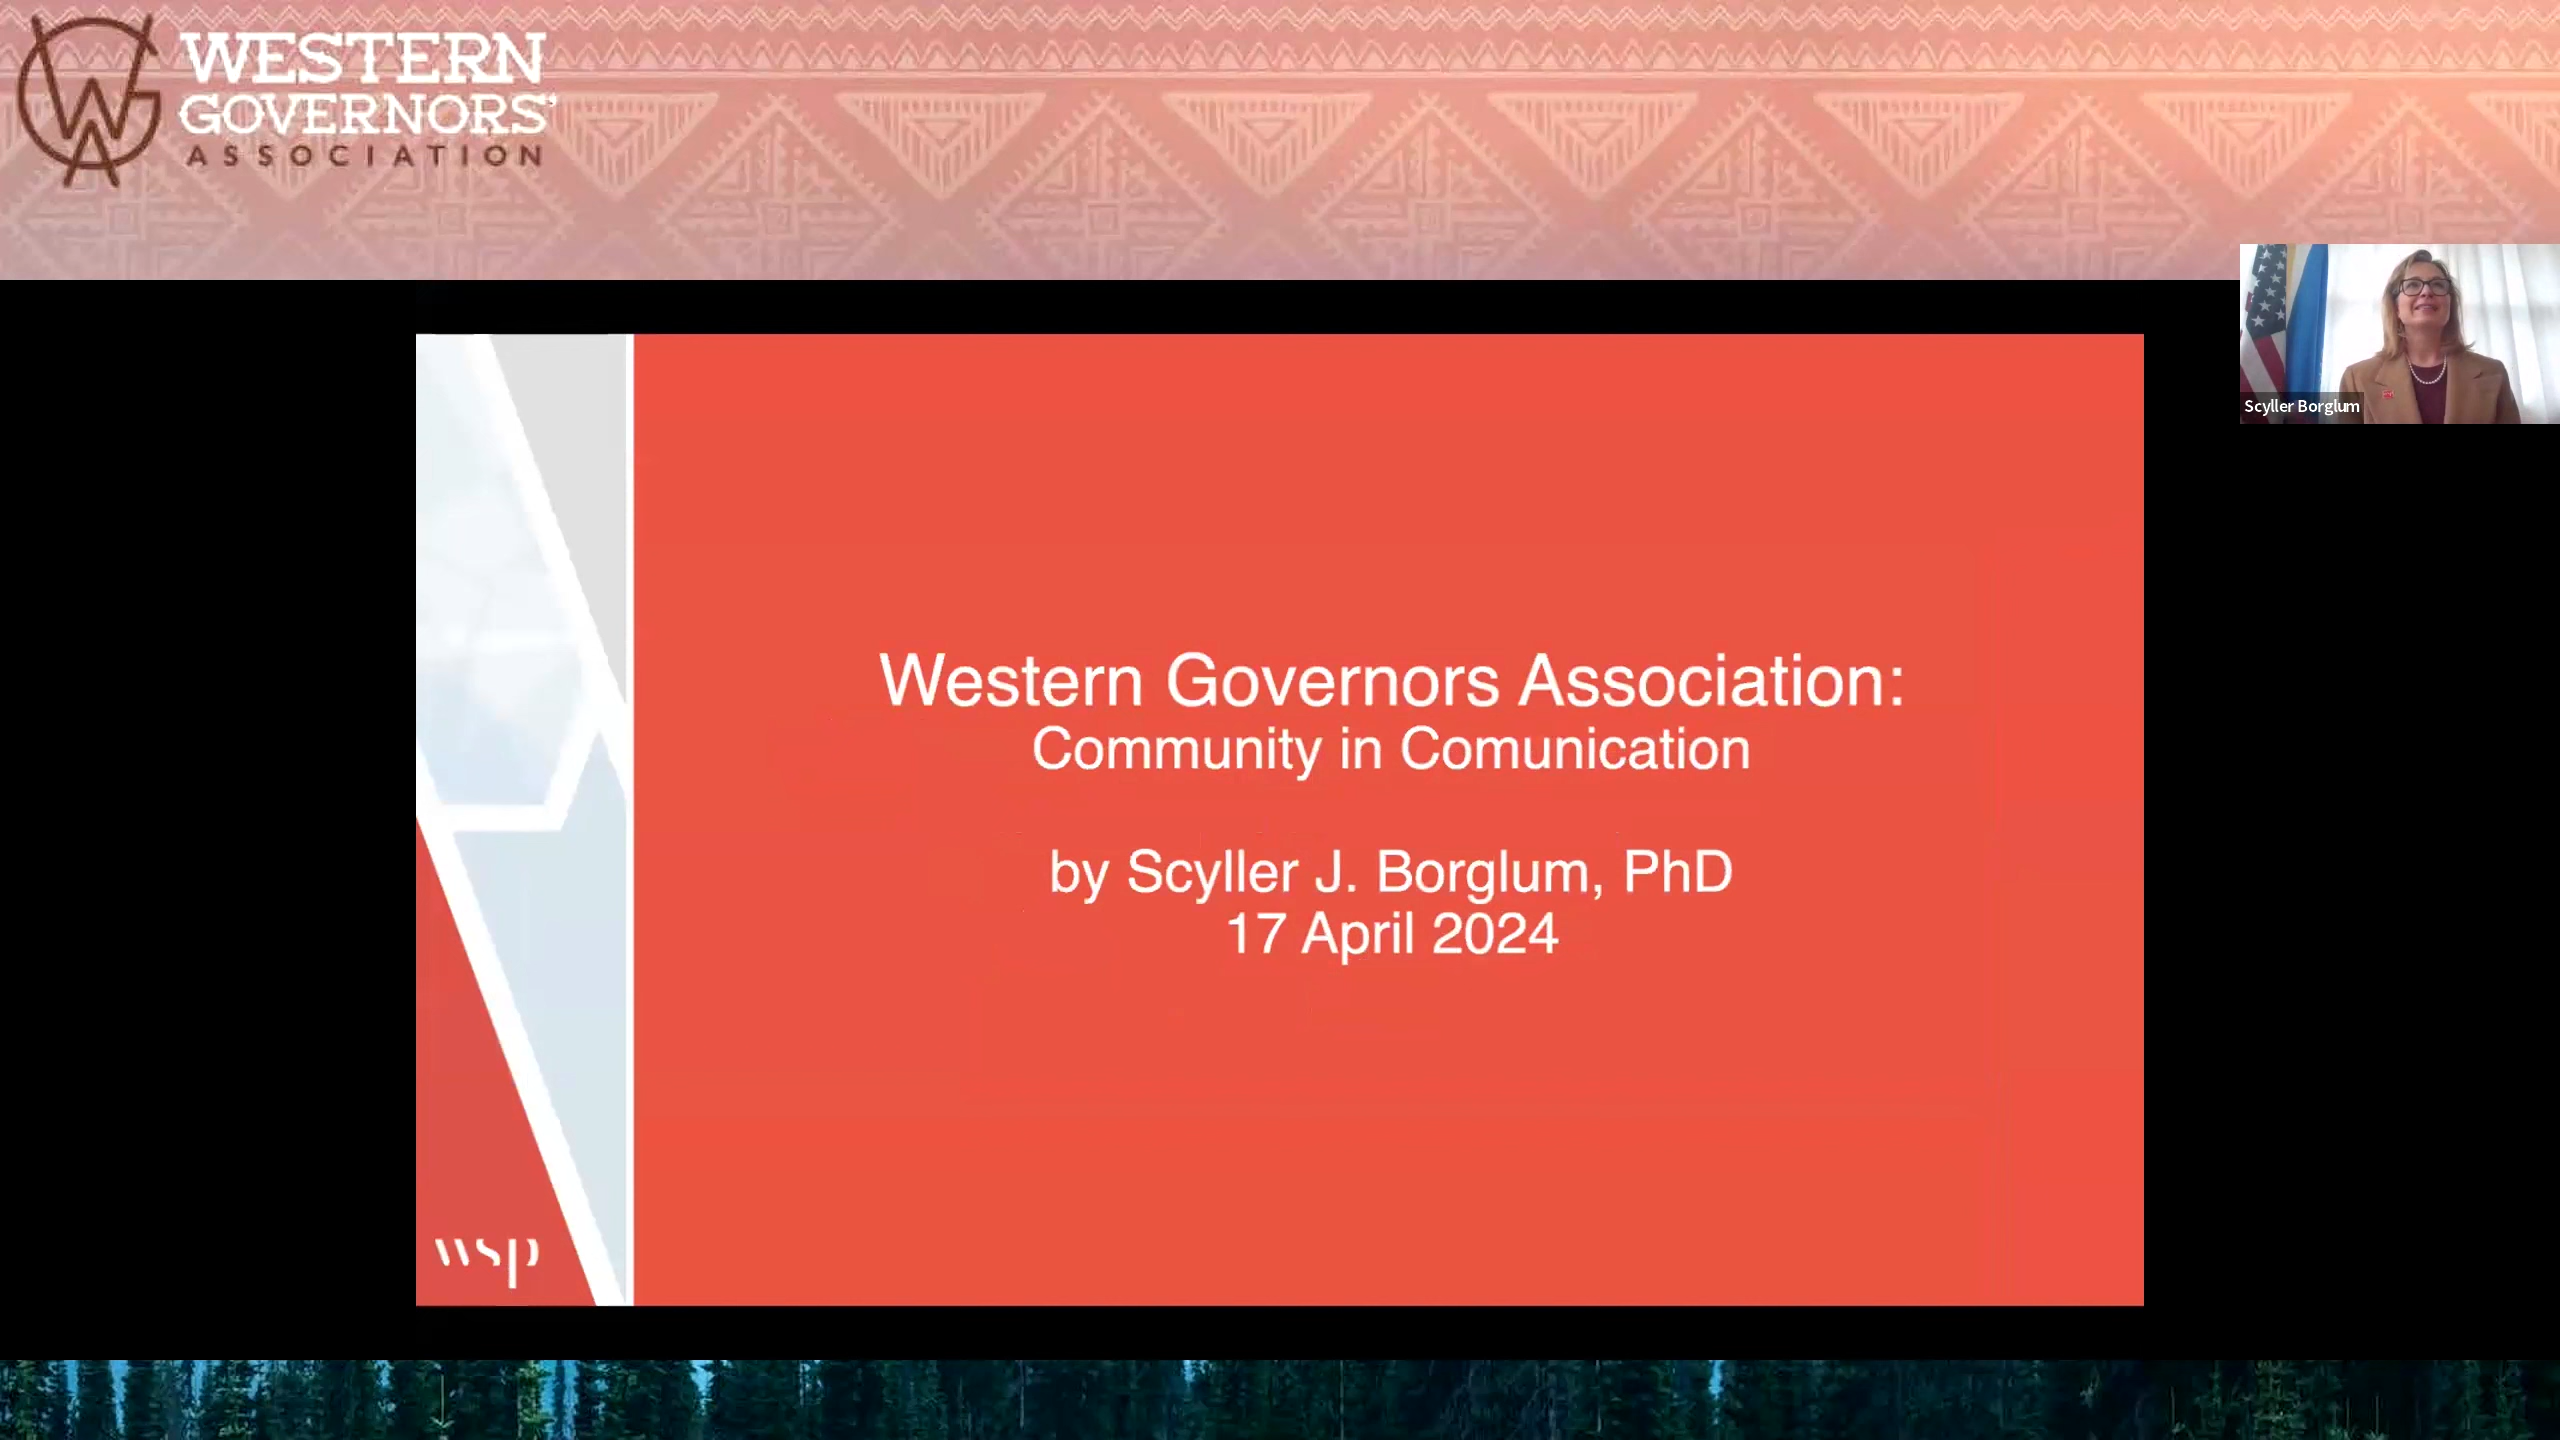 WESTERN
GOVERNORS'
ASSOCIATION
Scyller Borglum
Western Governors Association:
Community in Comunication
by Scyller J. Borglum, PhD
17 April 2024
wsp